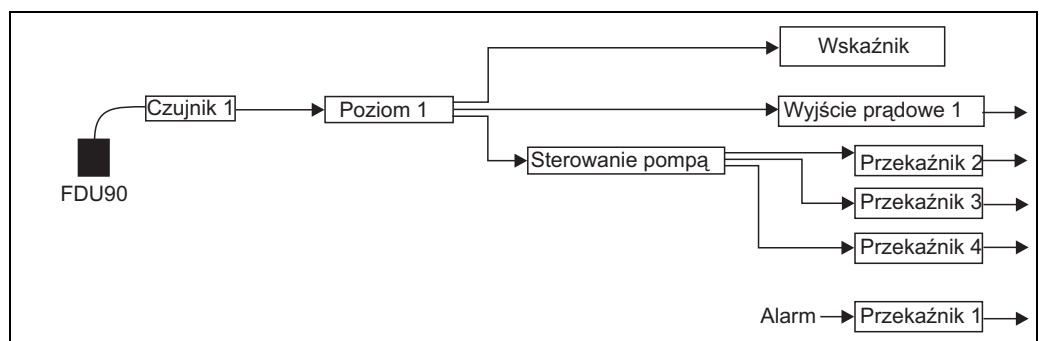 Wskaźnik
Czujnik 1
Poziom 1
Wyjście prądowe 1
Sterowanie pompą
Przekaźnik 2
FDU90
Przekaźnik 3
Przekaźnik 4
Alarm
Przekaźnik 1